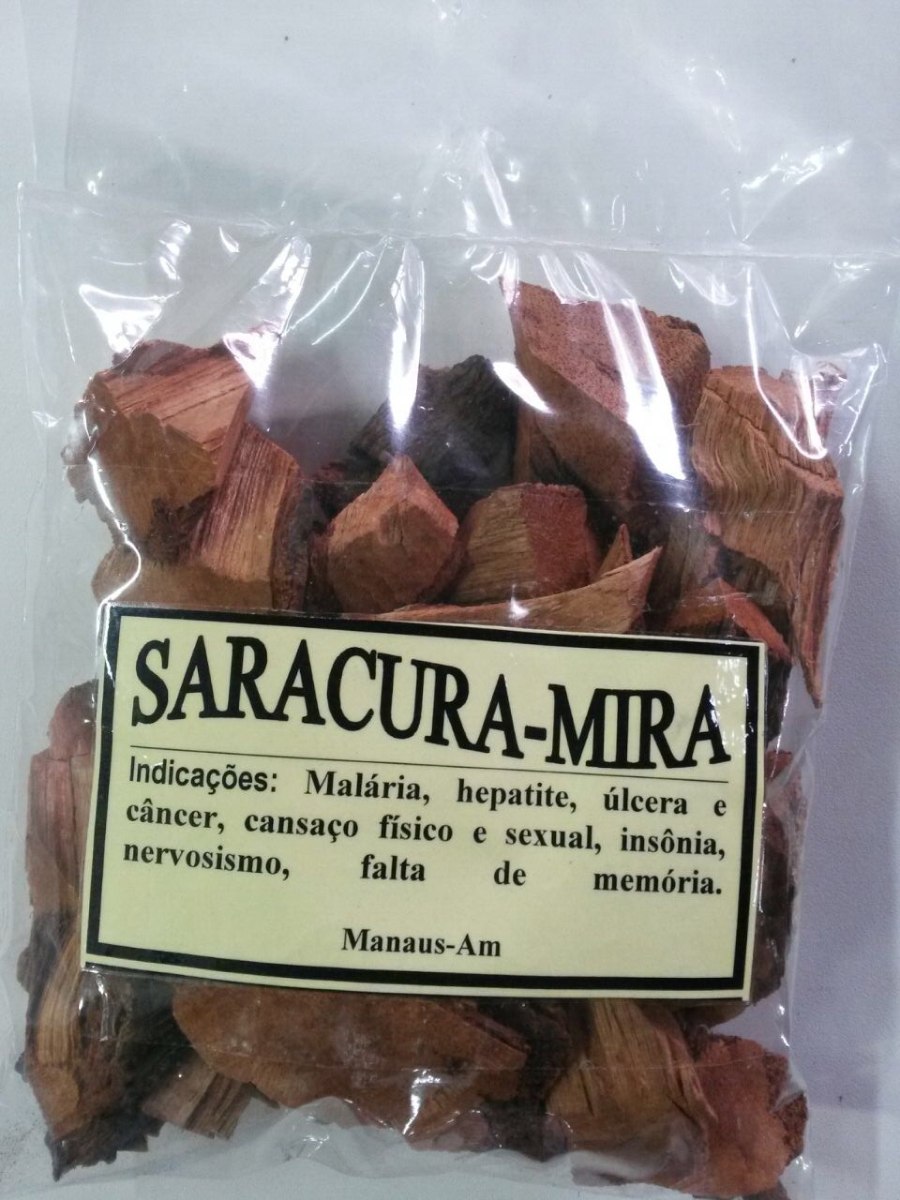 SARACURA-MIRA
Indicações: Malária, hepatite, úlcera e
câncer, cansaço físico e sexual, insônia,
nervosismo, falta de memória.
Manaus-Am